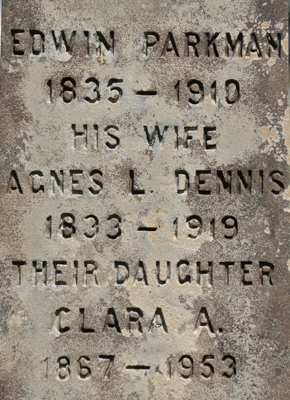 EDWIN PARKMAN
1835 – 1910
HIS WIFE
AGNES L. DENNIS
1833 – 1919
THEIR DAUGHTER
CLARA A.
1867 – 1953